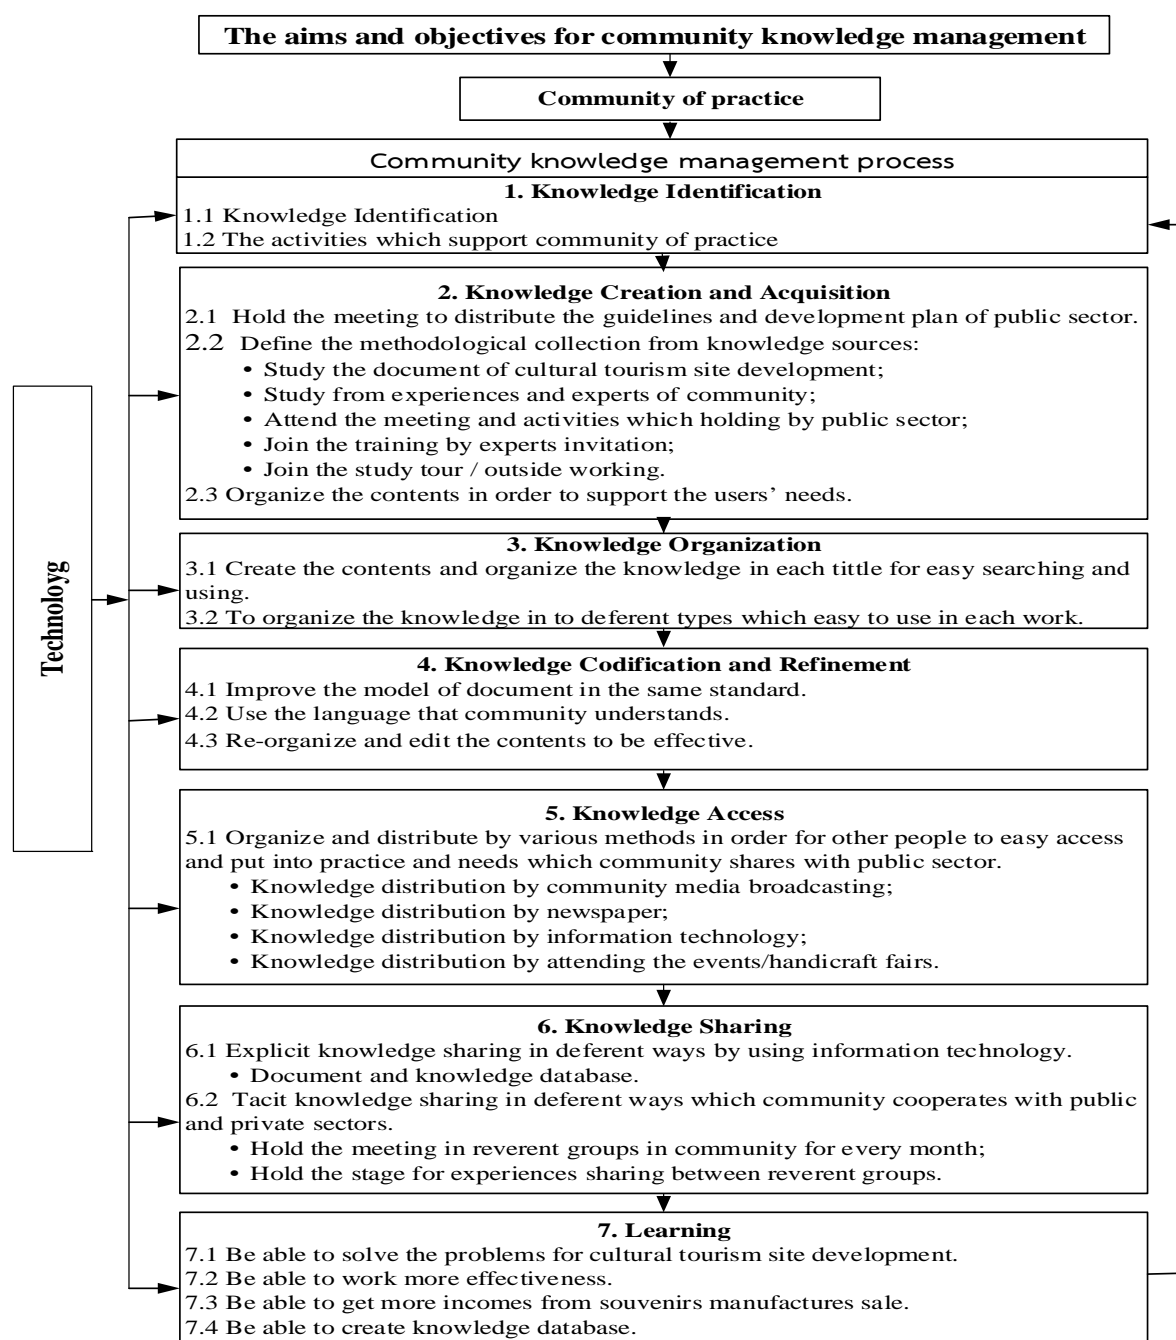 The aims and objectives for community knowledge management
Community of practice
Community knowledge management process
1. Knowledge Identification
1.1 Knowledge Identification
1.2 The activities which support community of practice
2. Knowledge Creation and Acquisition
2.1 Hold the meeting to distribute the guidelines and development plan of public sector.
2.2 Define the methodological collection from knowledge sources:
• Study the document of cultural tourism site development;
• Study from experiences and experts of community;
• Attend the meeting and activities which holding by public sector;
• Join the training by experts invitation;
• Join the study tour / outside working.
2.3 Organize the contents in order to support the users' needs.
Technoloyg
3. Knowledge Organization
3.1 Create the contents and organize the knowledge in each tittle for easy searching and
using.
3.2 To organize the knowledge in to deferent types which easy to use in each work.
4. Knowledge Codification and Refinement
4.1 Improve the model of document in the same standard.
4.2 Use the language that community understands.
4.3 Re-organize and edit the contents to be effective.
5. Knowledge Access
5.1 Organize and distribute by various methods in order for other people to easy access
and put into practice and needs which community shares with public sector.
• Knowledge distribution by community media broadcasting;
• Knowledge distribution by newspaper;
• Knowledge distribution by information technology;
• Knowledge distribution by attending the events/handicraft fairs.
6. Knowledge Sharing
6.1 Explicit knowledge sharing in deferent ways by using information technology.
• Document and knowledge database.
6.2 Tacit knowledge sharing in deferent ways which community cooperates with public
and private sectors.
• Hold the meeting in reverent groups in community for every month;
• Hold the stage for experiences sharing between reverent groups.
7. Learning
7.1 Be able to solve the problems for cultural tourism site development.
7.2 Be able to work more effectiveness.
7.3 Be able to get more incomes from souvenirs manufactures sale.
7.4 Be able to create knowledge database.